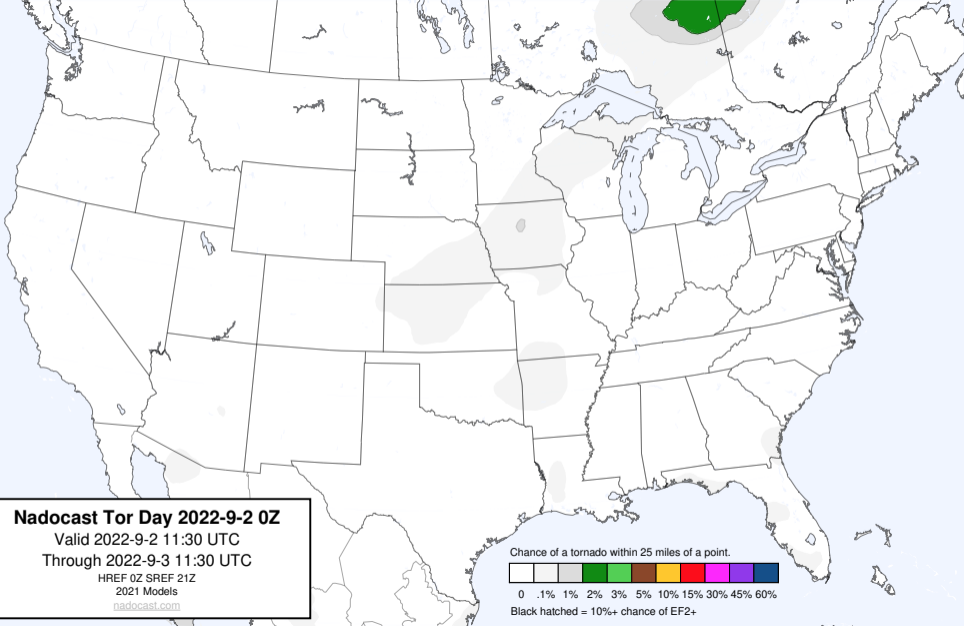 Nadocast Tor Day 2022-9-2 0Z
Valid 2022-9-2 11:30 UTC
Through 2022-9-3 11:30 UTC
HREF 0Z SREF 21Z
2021 Models
nadocast.com
Chance of a tornado within 25 miles of a point.
0 .1% 1% 2% 3% 5% 10% 15% 30% 45% 60%
Black hatched = 10%+ chance of EF2+